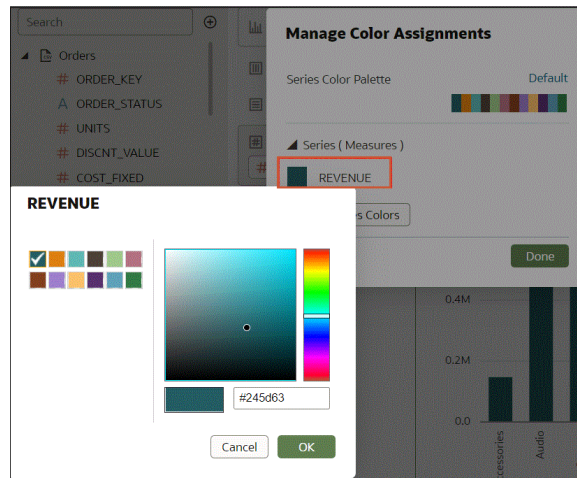 Search
Orders
# ORDER_KEY
A ORDER_STATUS
# UNITS
# DISCNT_VALUE
# COST_FIXED
#
#
Manage Color Assignments
Series Color Palette
Default
Series ( Measures )
REVENUE
s Colors
Done
REVENUE
#245d63
Cancel
OK
0.4M
0.2M
0.0
ccessories
Audio